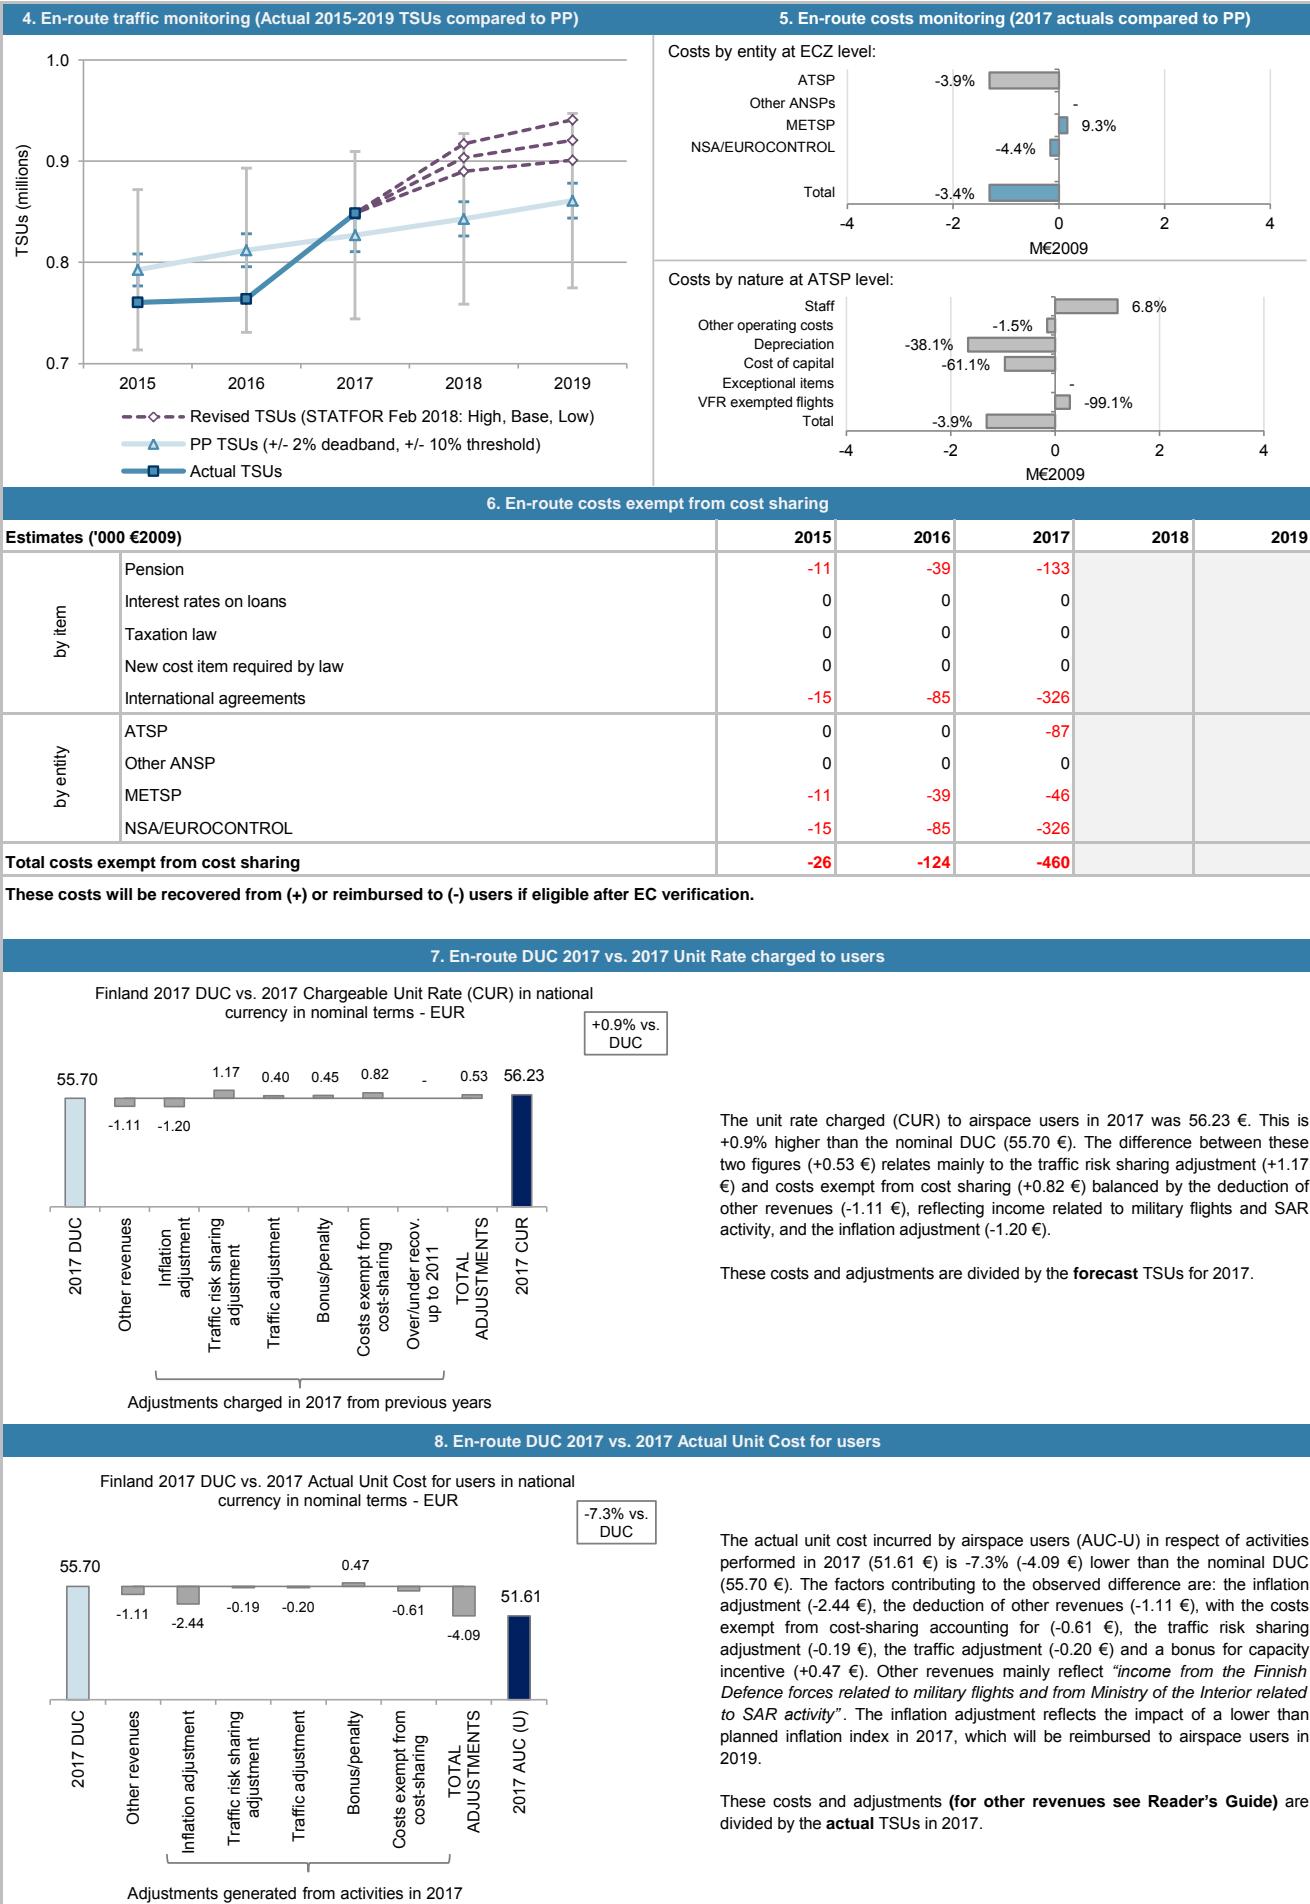 4. En-route traffic monitoring (Actual 2015-2019 TSUs compared to PP)
TSUs (millions)
1.0
0.9
0.8
0.7
2015 2016 2017 2018 2019
Revised TSUs (STATFOR Feb 2018: High, Base, Low)
PP TSUs (+/- 2% deadband, +/- 10% threshold)
Actual TSUs
5. En-route costs monitoring (2017 actuals compared to PP)
Costs by entity at ECZ level:
ATSP -3.9%
Other ANSPs -
METSP 9.3%
NSA/EUROCONTROL -4.4%
Total -3.4%
-4 -2 0 2 4
M€2009
Costs by nature at ATSP level:
Staff 6.8%
Other operating costs -1.5%
Depreciation -38.1%
Cost of capital -61.1%
Exceptional items -
VFR exempted flights -99.1%
Total -3.9%
-4 -2 0 2 4
M€2009
6. En-route costs exempt from cost sharing
Estimates ('000 €2009) 2015 2016 2017 2018 2019
by item
Pension -11 -39 -133
Interest rates on loans 0 0 0
Taxation law 0 0 0
New cost item required by law 0 0 0
International agreements -15 -85 -326
by entity
ATSP 0 0 -87
Other ANSP 0 0 0
METSP -11 -39 -46
NSA/EUROCONTROL -15 -85 -326
Total costs exempt from cost sharing -26 -124 -460
These costs will be recovered from (+) or reimbursed to (-) users if eligible after EC verification.
7. En-route DUC 2017 vs. 2017 Unit Rate charged to users
Finland 2017 DUC vs. 2017 Chargeable Unit Rate (CUR) in national
currency in nominal terms - EUR
+0.9% vs.
DUC
55.70 -1.11 -1.20 1.17 0.40 0.45 0.82 - 0.53 56.23
2017 DUC
Other revenues
Inflation
adjustment
Traffic risk sharing
adjustment
Traffic adjustment
Bonus/penalty
Costs exempt from
cost-sharing
Over/under recov.
up to 2011
TOTAL
ADJUSTMENTS
2017 CUR
Adjustments charged in 2017 from previous years
The unit rate charged (CUR) to airspace users in 2017 was 56.23 €. This is
+0.9% higher than the nominal DUC (55.70 €). The difference between these
two figures (+0.53 €) relates mainly to the traffic risk sharing adjustment (+1.17
€) and costs exempt from cost sharing (+0.82 €) balanced by the deduction of
other revenues (-1.11 €), reflecting income related to military flights and SAR
activity, and the inflation adjustment (-1.20 €).
These costs and adjustments are divided by the forecast TSUs for 2017.
8. En-route DUC 2017 vs. 2017 Actual Unit Cost for users
Finland 2017 DUC vs. 2017 Actual Unit Cost for users in national
currency in nominal terms - EUR
-7.3% vs.
DUC
55.70 -1.11 -2.44 -0.19 -0.20 0.47 -0.61 -4.09 51.61
2017 DUC
Other revenues
Inflation adjustment
Traffic risk sharing
adjustment
Traffic adjustment
Bonus/penalty
Costs exempt from
cost-sharing
TOTAL
ADJUSTMENTS
2017 AUC (U)
Adjustments generated from activities in 2017
The actual unit cost incurred by airspace users (AUC-U) in respect of activities
performed in 2017 (51.61 €) is -7.3% (-4.09 €) lower than the nominal DUC
(55.70 €). The factors contributing to the observed difference are: the inflation
adjustment (-2.44 €), the deduction of other revenues (-1.11 €), with the costs
exempt from cost-sharing accounting for (-0.61 €), the traffic risk sharing
adjustment (-0.19 €), the traffic adjustment (-0.20 €) and a bonus for capacity
incentive (+0.47 €). Other revenues mainly reflect “income from the Finnish
Defence forces related to military flights and from Ministry of the Interior related
to SAR activity”. The inflation adjustment reflects the impact of a lower than
planned inflation index in 2017, which will be reimbursed to airspace users in
2019.
These costs and adjustments (for other revenues see Reader’s Guide) are
divided by the actual TSUs in 2017.